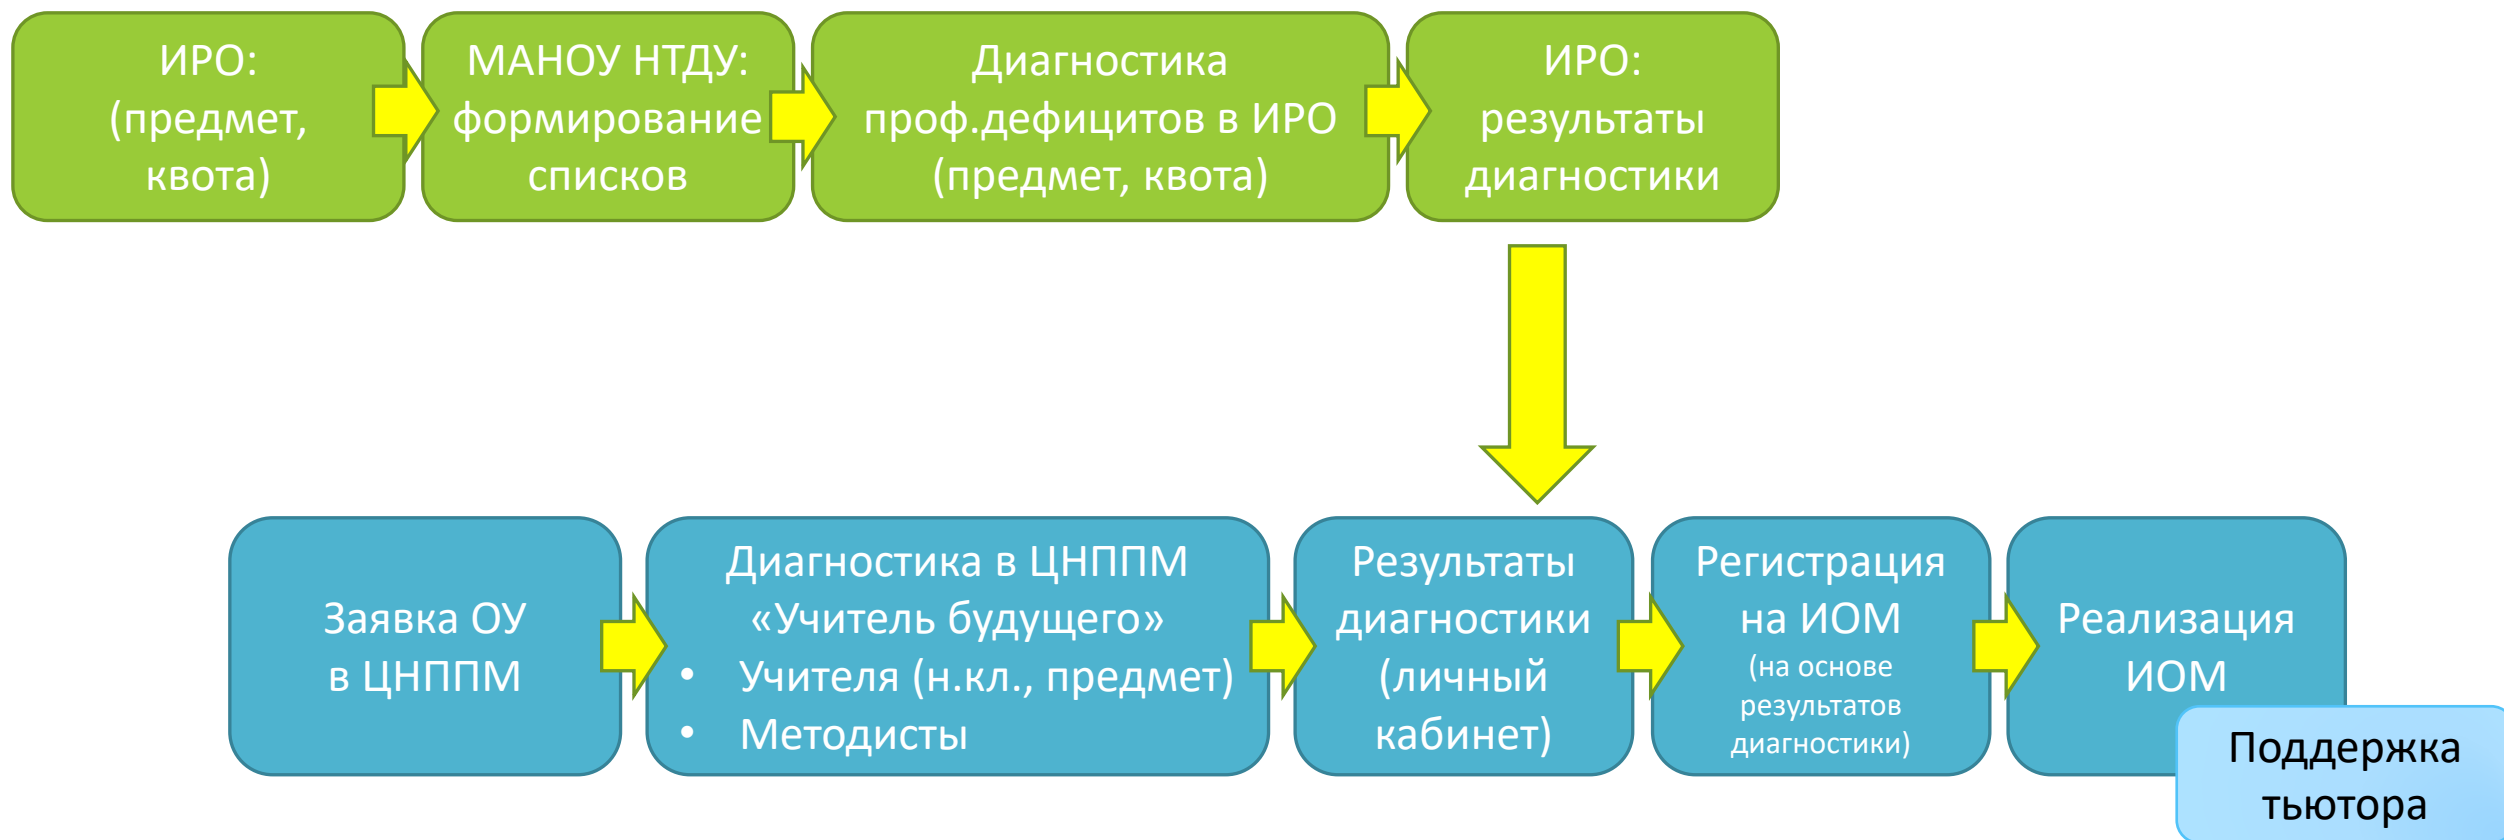 ИРО:
(предмет,
квота)
МАНОУ НТДУ:
формирование
списков
Диагностика
проф.дефицитов в ИРО
(предмет, квота)
ИРО:
результаты
диагностики
Заявка ОУ
в ЦНППМ
Диагностика в ЦНППМ
«Учитель будущего»
• Учителя (н.кл., предмет)
• Методисты
Результаты
диагностики
(личный
кабинет)
Регистрация
на ИОМ
(на основе
результатов
диагностики)
Реализация
ИОМ
Поддержка
тьютора